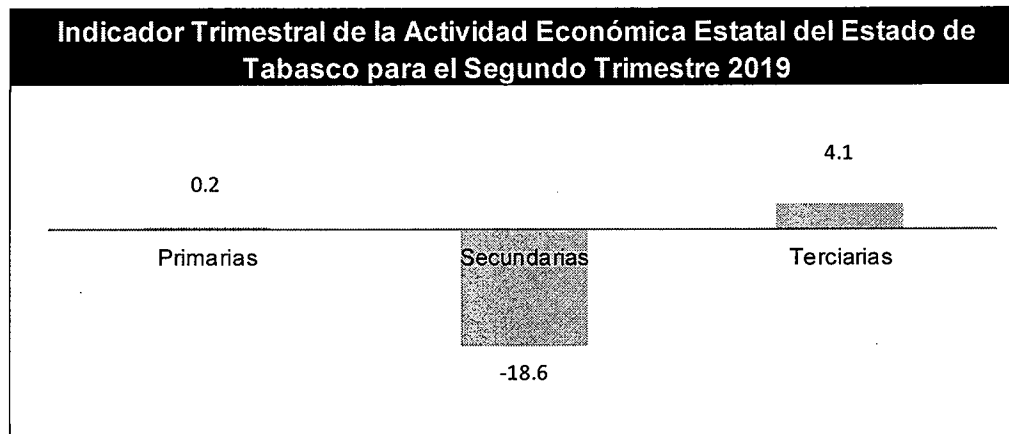 Indicador Trimestral de la Actividad Económica Estatal del Estado de
Tabasco para el Segundo Trimestre 2019
4.1
0.2
Primarias
Secundarias
Terciarias
-18.6